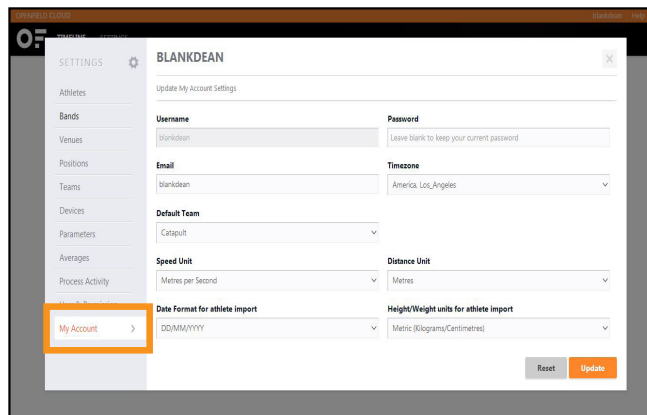 OPENFIELD CLOUD
blankdean Help
OF TIMELINE SETTINGS
SETTINGS
BLANKDEAN
X
Athletes
Update My Account Settings
Bands
Username
Password
Venues
blankdean
Leave blank to keep your current password
Positions
Email
Timezone
Teams
blankdean
America, Los_Angeles
Devices
Default Team
Parameters
Catapult
Averages
Speed Unit
Distance Unit
Process Activity
Metres per Second
Metres
Date Format for athlete import
Height/Weight units for athlete import
My Account >
DD/MM/YYYY
Metric (Kilograms/Centimetres)
Reset
Update